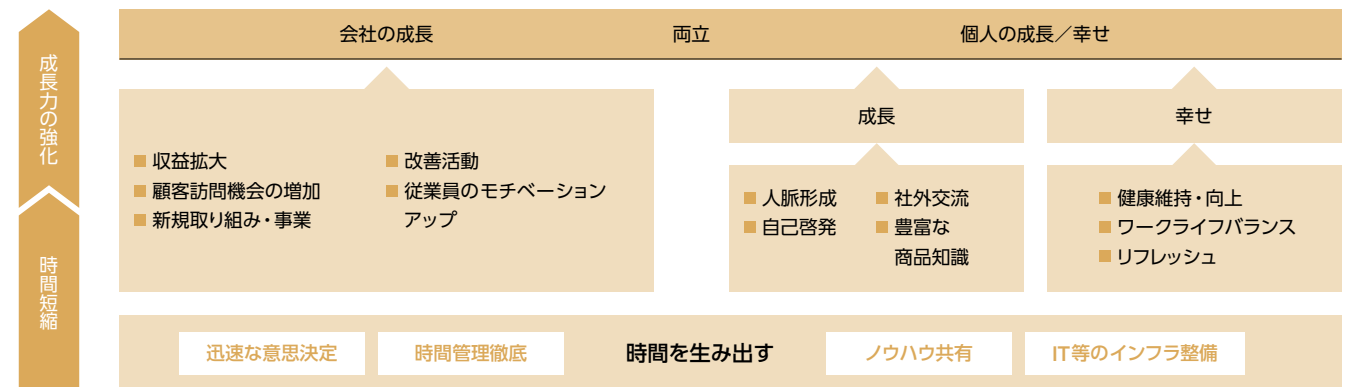 成長力の強化
時間短縮
会社の成長
両立
個人の成長／幸せ
■ 収益拡大
■ 顧客訪問機会の増加
■ 新規取り組み・事業
■ 改善活動
■ 従業員のモチベーション
アップ
成長
■ 人脈形成
■ 自己啓発
■ 社外交流
■ 豊富な
商品知識
幸せ
■ 健康維持・向上
■ ワークライフバランス
■ リフレッシュ
迅速な意思決定
時間管理徹底
時間を生み出す
ノウハウ共有
IT等のインフラ整備